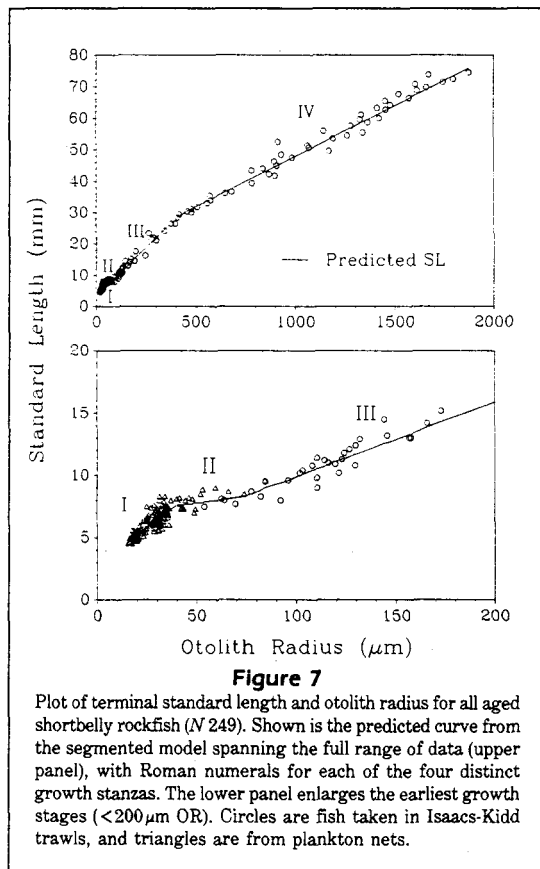 80
70
60
50
40
30
20
10
0
IV
III
II
I
Predicted SL
0 500 1000 1500 2000
Standard Length (mm)
20
15
10
5
0
I
II
III
0 50 100 150 200
Otolith Radius (μm)
Figure 7
Plot of terminal standard length and otolith radius for all aged
shortbelly rockfish (N 249). Shown is the predicted curve from
the segmented model spanning the full range of data (upper
panel), with Roman numerals for each of the four distinct
growth stanzas. The lower panel enlarges the earliest growth
stages (<200μm OR). Circles are fish taken in Isaacs-Kidd
trawls, and triangles are from plankton nets.